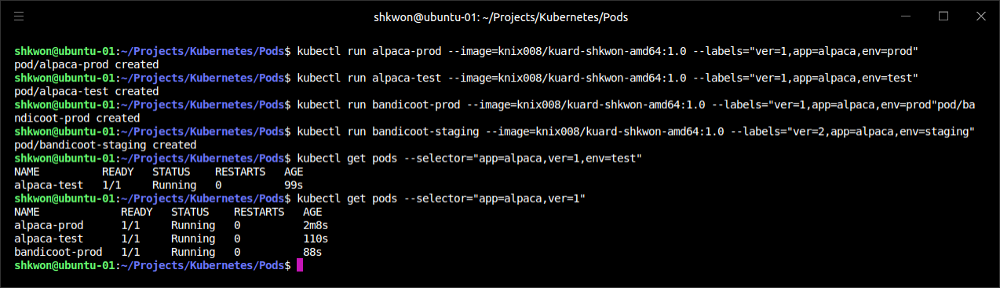 shkwon@ubuntu-01: ~/Projects/Kubernetes/Pods
shkwon@ubuntu-01:~/Projects/Kubernetes/Pods$ kubectl run alpaca-prod --image=knix008/kuard-shkwon-amd64:1.0 --labels="ver=1,app=alpaca,env=prod"
pod/alpaca-prod created
shkwon@ubuntu-01:~/Projects/Kubernetes/Pods$ kubectl run alpaca-test --image=knix008/kuard-shkwon-amd64:1.0 --labels="ver=1,app=alpaca,env=test"
pod/alpaca-test created
shkwon@ubuntu-01:~/Projects/Kubernetes/Pods$ kubectl run bandicoot-prod --image=knix008/kuard-shkwon-amd64:1.0 --labels="ver=1,app=alpaca,env=prod"pod/ba
ndicoot-prod created
shkwon@ubuntu-01:~/Projects/Kubernetes/Pods$ kubectl run bandicoot-staging --image=knix008/kuard-shkwon-amd64:1.0 --labels="ver=2,app=alpaca,env=staging"
pod/bandicoot-staging created
shkwon@ubuntu-01:~/Projects/Kubernetes/Pods$ kubectl get pods --selector="app=alpaca,ver=1,env=test"
NAME          READY   STATUS    RESTARTS   AGE
alpaca-test   1/1     Running   0          99s
shkwon@ubuntu-01:~/Projects/Kubernetes/Pods$ kubectl get pods --selector="app=alpaca,ver=1"
NAME             READY   STATUS    RESTARTS   AGE
alpaca-prod      1/1     Running   0          2m8s
alpaca-test      1/1     Running   0          110s
bandicoot-prod   1/1     Running   0          88s
shkwon@ubuntu-01:~/Projects/Kubernetes/Pods$